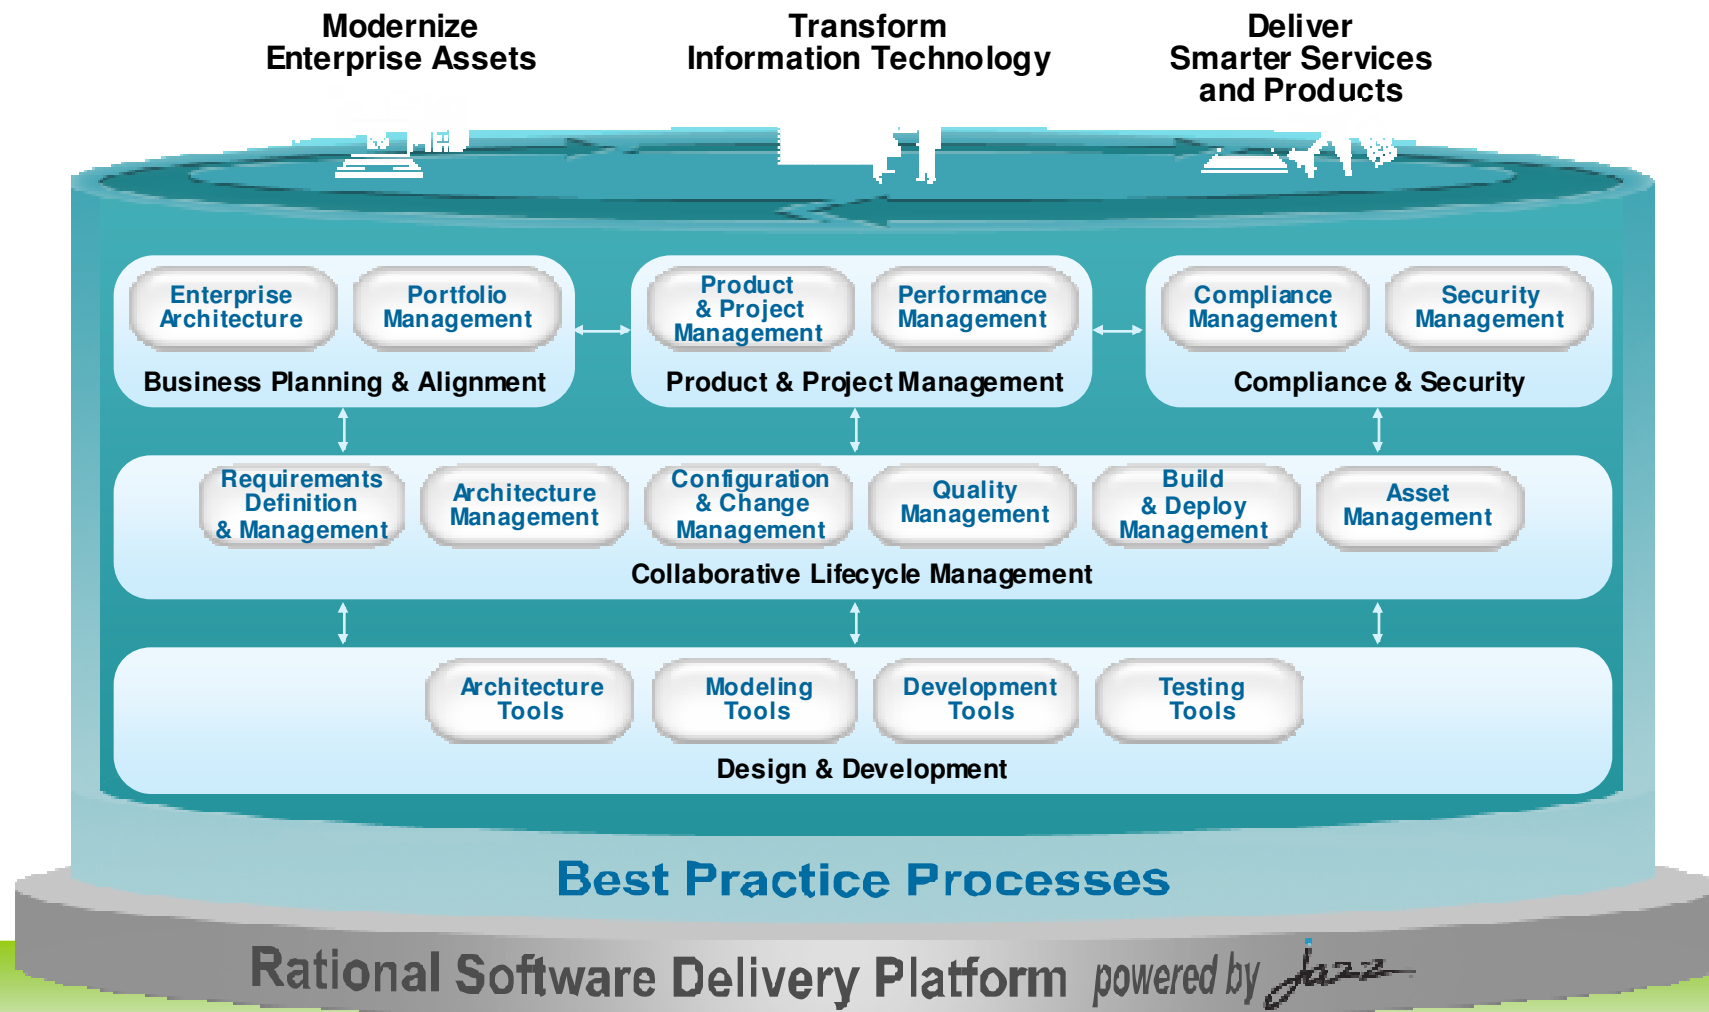 Modernize
Enterprise Assets
Transform
Information Technology
Deliver
Smarter Services
and Products
Enterprise
Architecture
Portfolio
Management
Business Planning & Alignment
Product
& Project
Management
Performance
Management
Product & Project Management
Compliance
Management
Security
Management
Compliance & Security
Requirements
Definition
& Management
Architecture
Management
Configuration
& Change
Management
Quality
Management
Build
& Deploy
Management
Asset
Management
Collaborative Lifecycle Management
Architecture
Tools
Modeling
Tools
Development
Tools
Testing
Tools
Design & Development
Best Practice Processes
Rational Software Delivery Platform powered by jazz